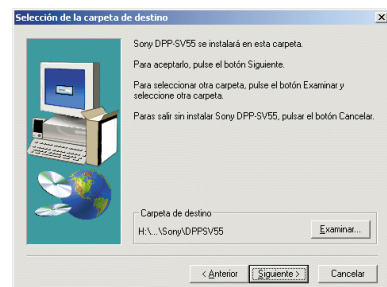 Selección de la carpeta de destino
Sony DPP-SV55 se instalará en esta carpeta.
Para aceptarlo, pulse el botón Siguiente.
Para seleccionar otra carpeta, pulse el botón Examinar y
seleccione otra carpeta.
Paras salir sin instalar Sony DPP-SV55, pulsar el botón Cancelar.
Carpeta de destino
H:\...\Sony\DPPSV55
Examinar...
< Anterior
Siguiente >
Cancelar